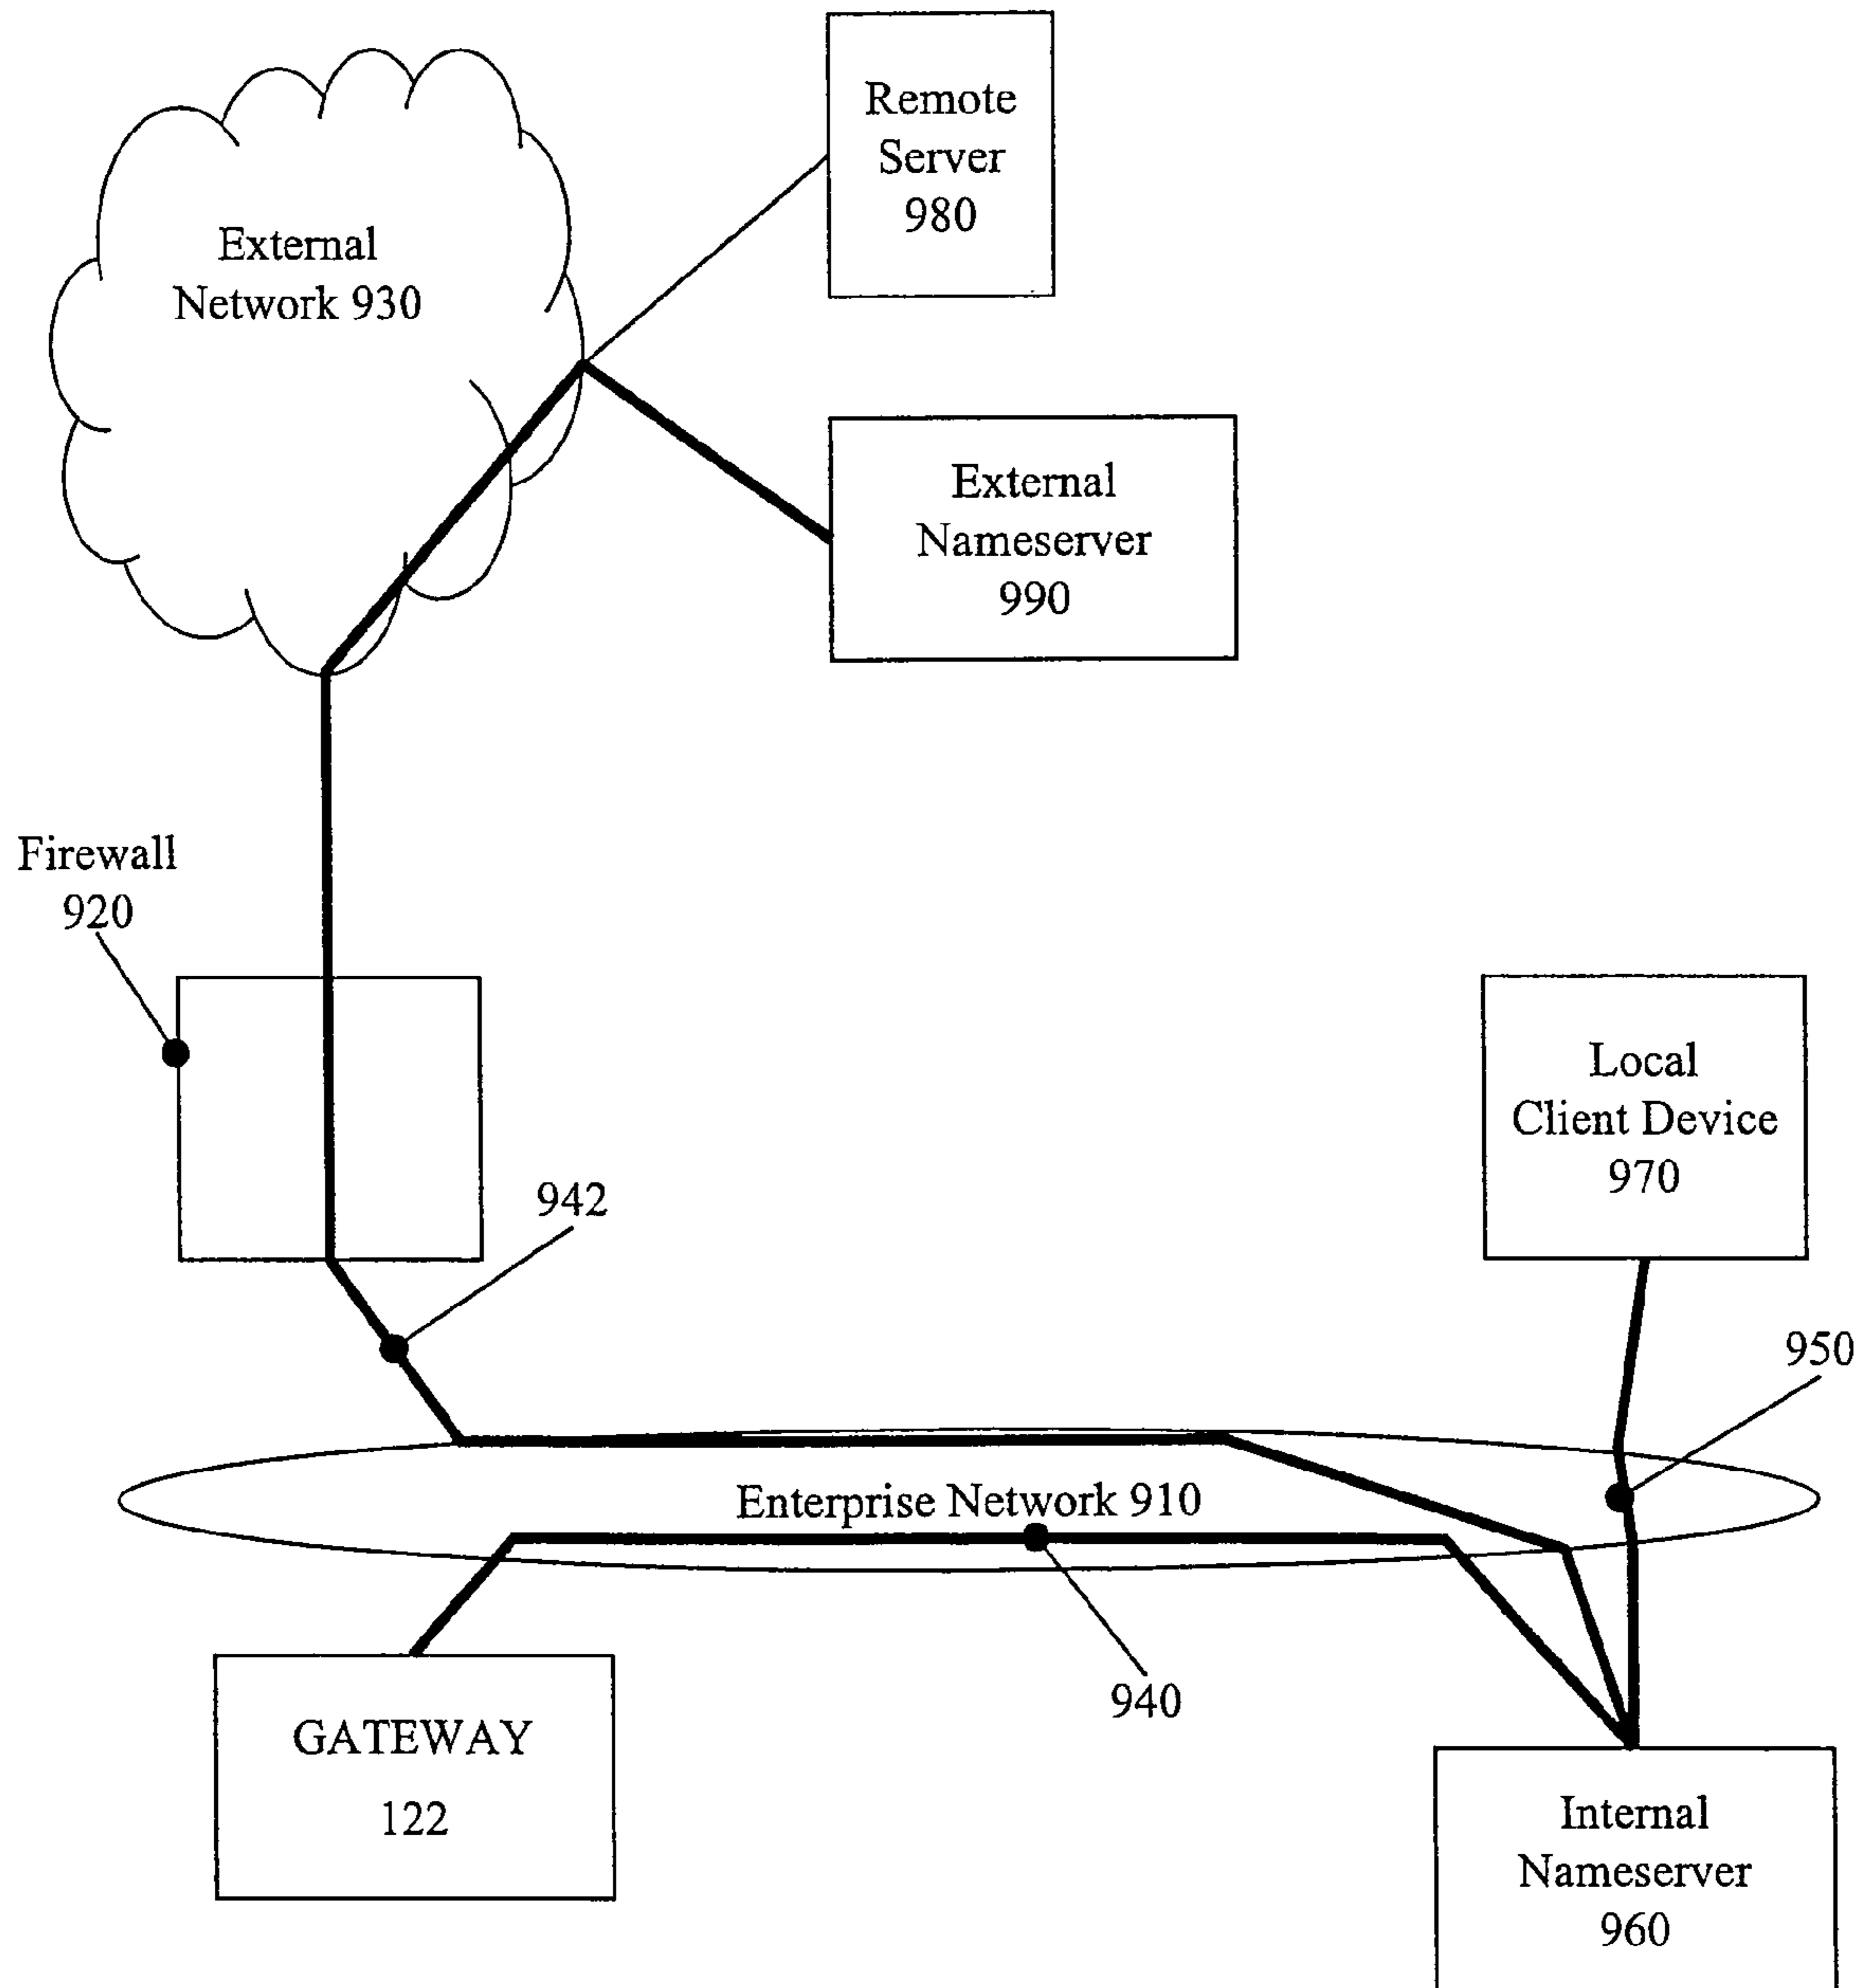 Remote
Server
980
External
Network 930
External
Nameserver
990
Firewall
920
Local
Client Device
970
942
950
Enterprise Network 910
940
GATEWAY
122
Internal
Nameserver
960